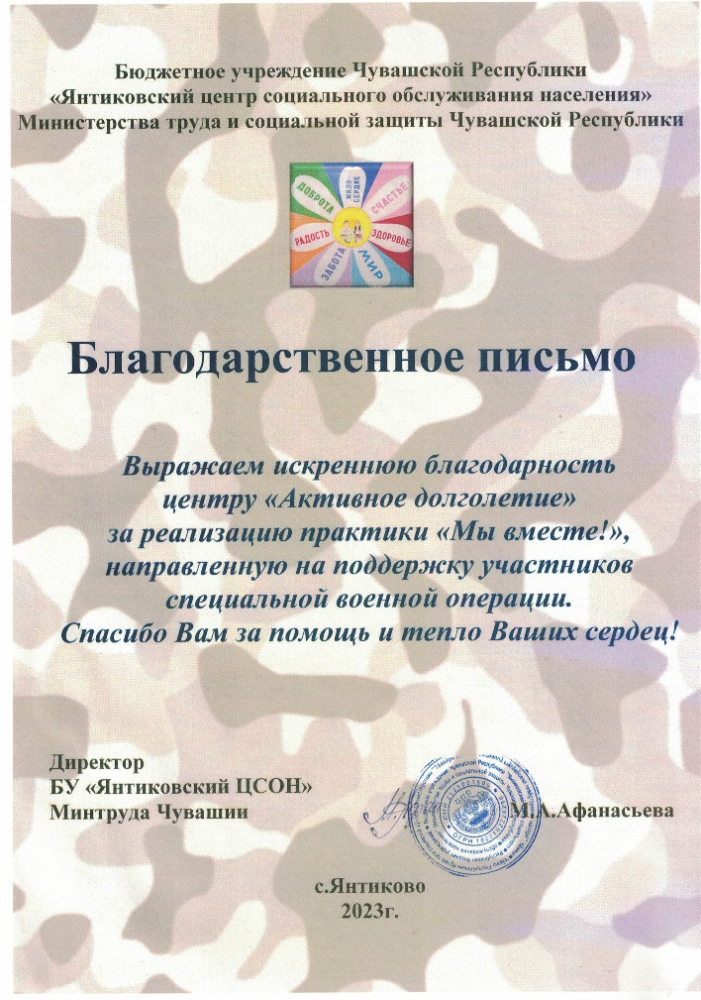 Бюджетное учреждение Чувашской Республики
«Янтиковский центр социального обслуживания населения»
Министерства труда и социальной защиты Чувашской Республики
ДОБРОТА
МИЛО-
СЕРДИЕ
СЧАСТЬЕ
РАДОСТЬ
ЗДОРОВЬЕ
ЗАБОТА
МИР
Благодарственное письмо
Выражаем искреннюю благодарность
центру «Активное долголетие»
за реализацию практики «Мы вместе!»,
направленную на поддержку участников
специальной военной операции.
Спасибо Вам за помощь и тепло Ваших сердец!
Директор
БУ «Янтиковский ЦСОН»
Минтруда Чувашии
М.А.Афанасьева
с.Янтиково
2023г.